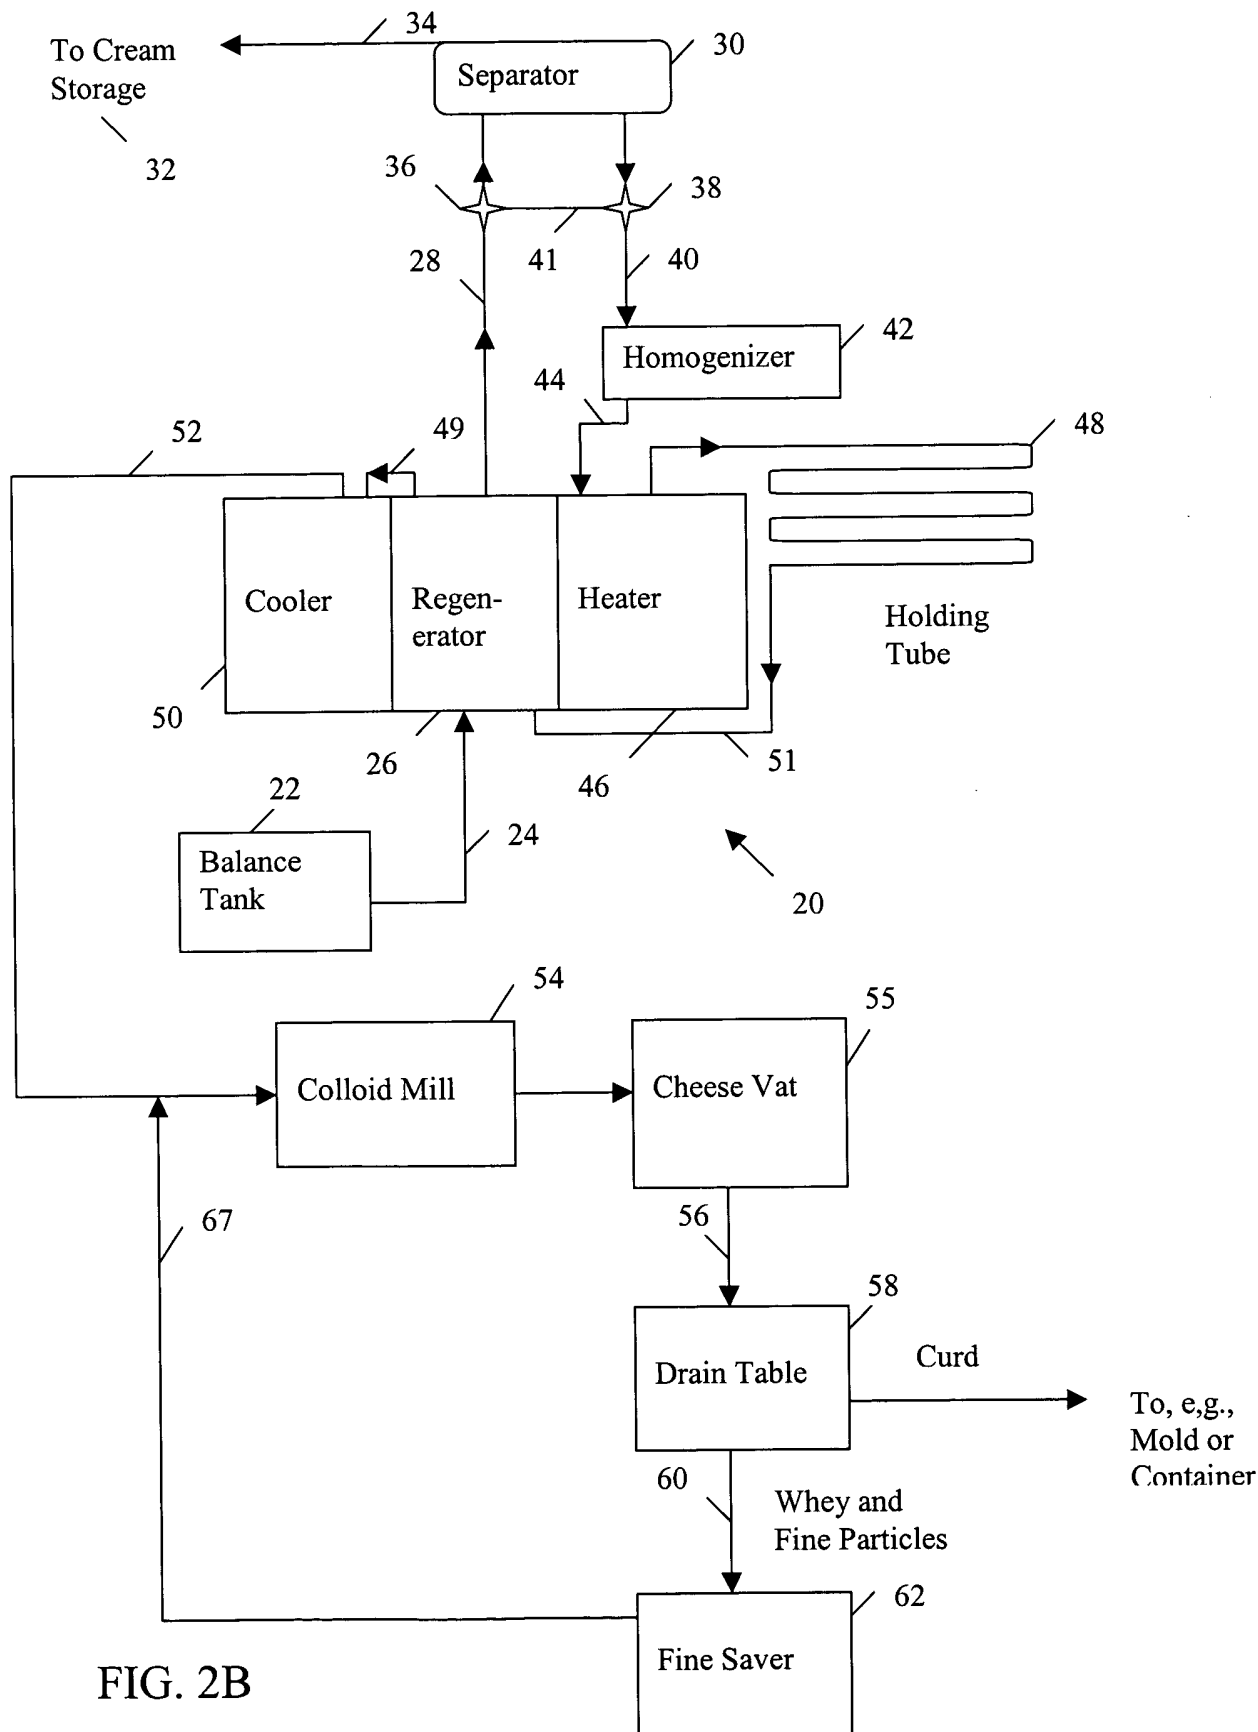 34
To Cream
Storage
32
Separator
30
36
38
28
41
40
Homogenizer
42
44
52
49
48
Cooler
Regen-
erator
Heater
Holding
Tube
50
26
46
51
22
Balance
Tank
24
20
54
55
Colloid Mill
Cheese Vat
67
56
58
Drain Table
Curd
To, e,g.,
Mold or
Container
60
Whey and
Fine Particles
62
Fine Saver
FIG. 2B